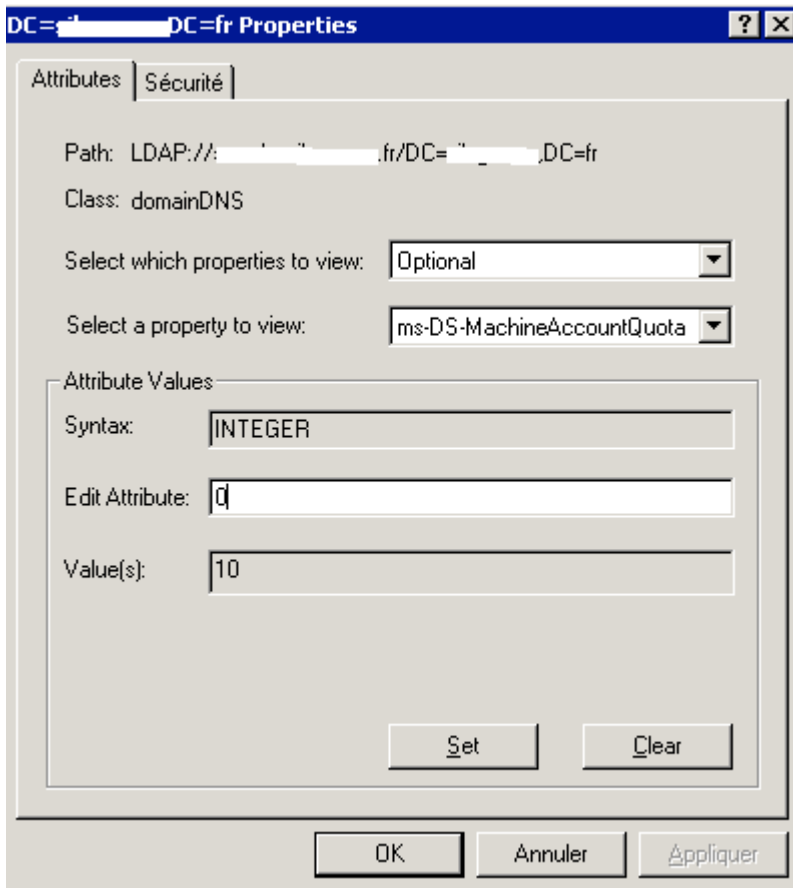 DC= DC=fr Properties
Attributes Sécurité
Path: LDAP:// .fr/DC= ,DC=fr
Class: domainDNS
Select which properties to view: Optional
Select a property to view: ms-DS-MachineAccountQuota
Attribute Values
Syntax: INTEGER
Edit Attribute: 0
Value(s): 10
Set Clear
OK Annuler Appliquer